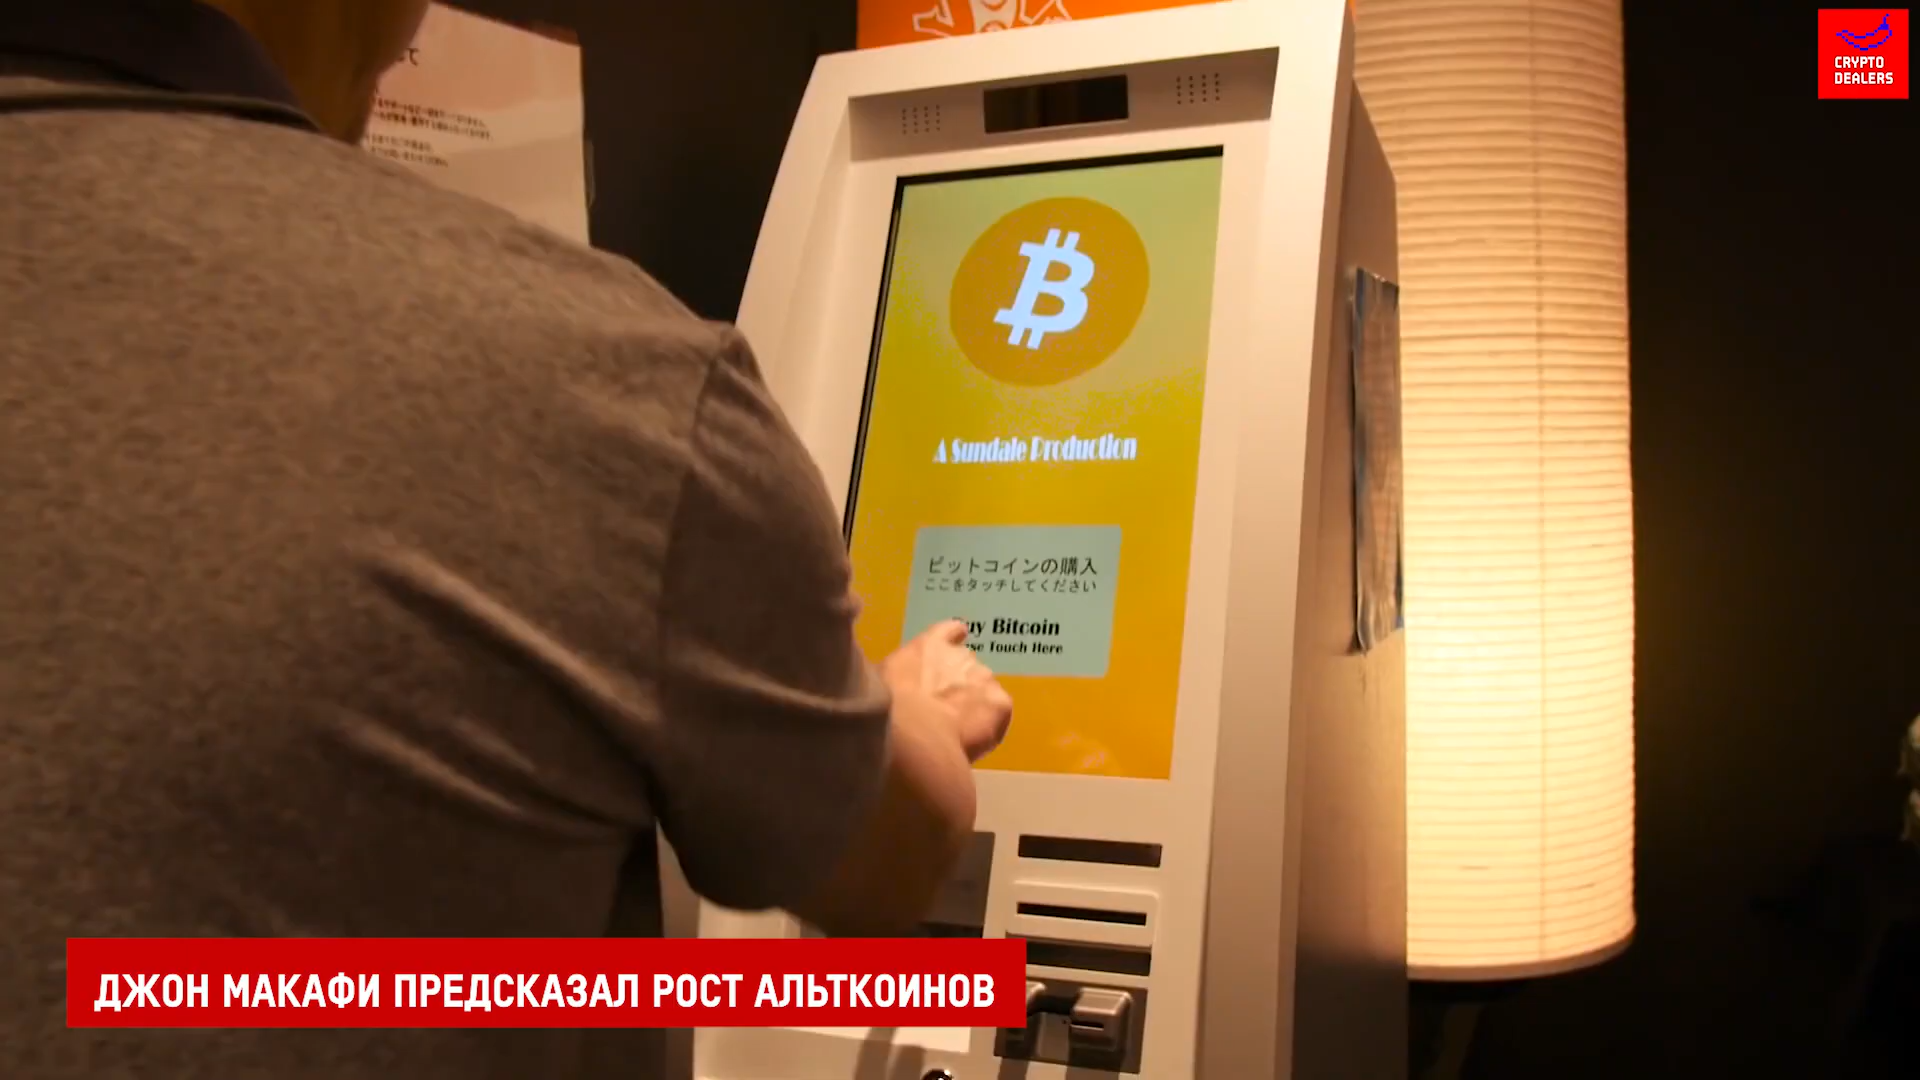 CRYPTO
DEALERS
A Sundale Production
ビットコインの購入
ここをタッチしてください
Buy Bitcoin
Touch Here
ДЖОН МАКАФИ ПРЕДСКАЗАЛ РОСТ АЛЬТКОИНОВ